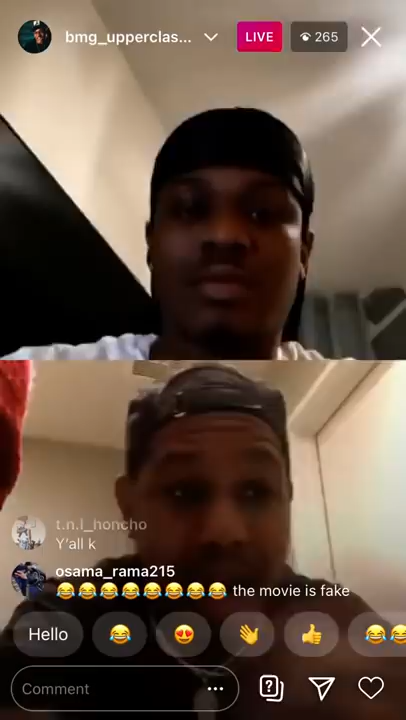 bmg_upperclas...
LIVE
265
t.n.l_honcho
Y'all k
osama_rama215
😂😂😂😂😂😂😂😂 the movie is fake
Hello
Comment